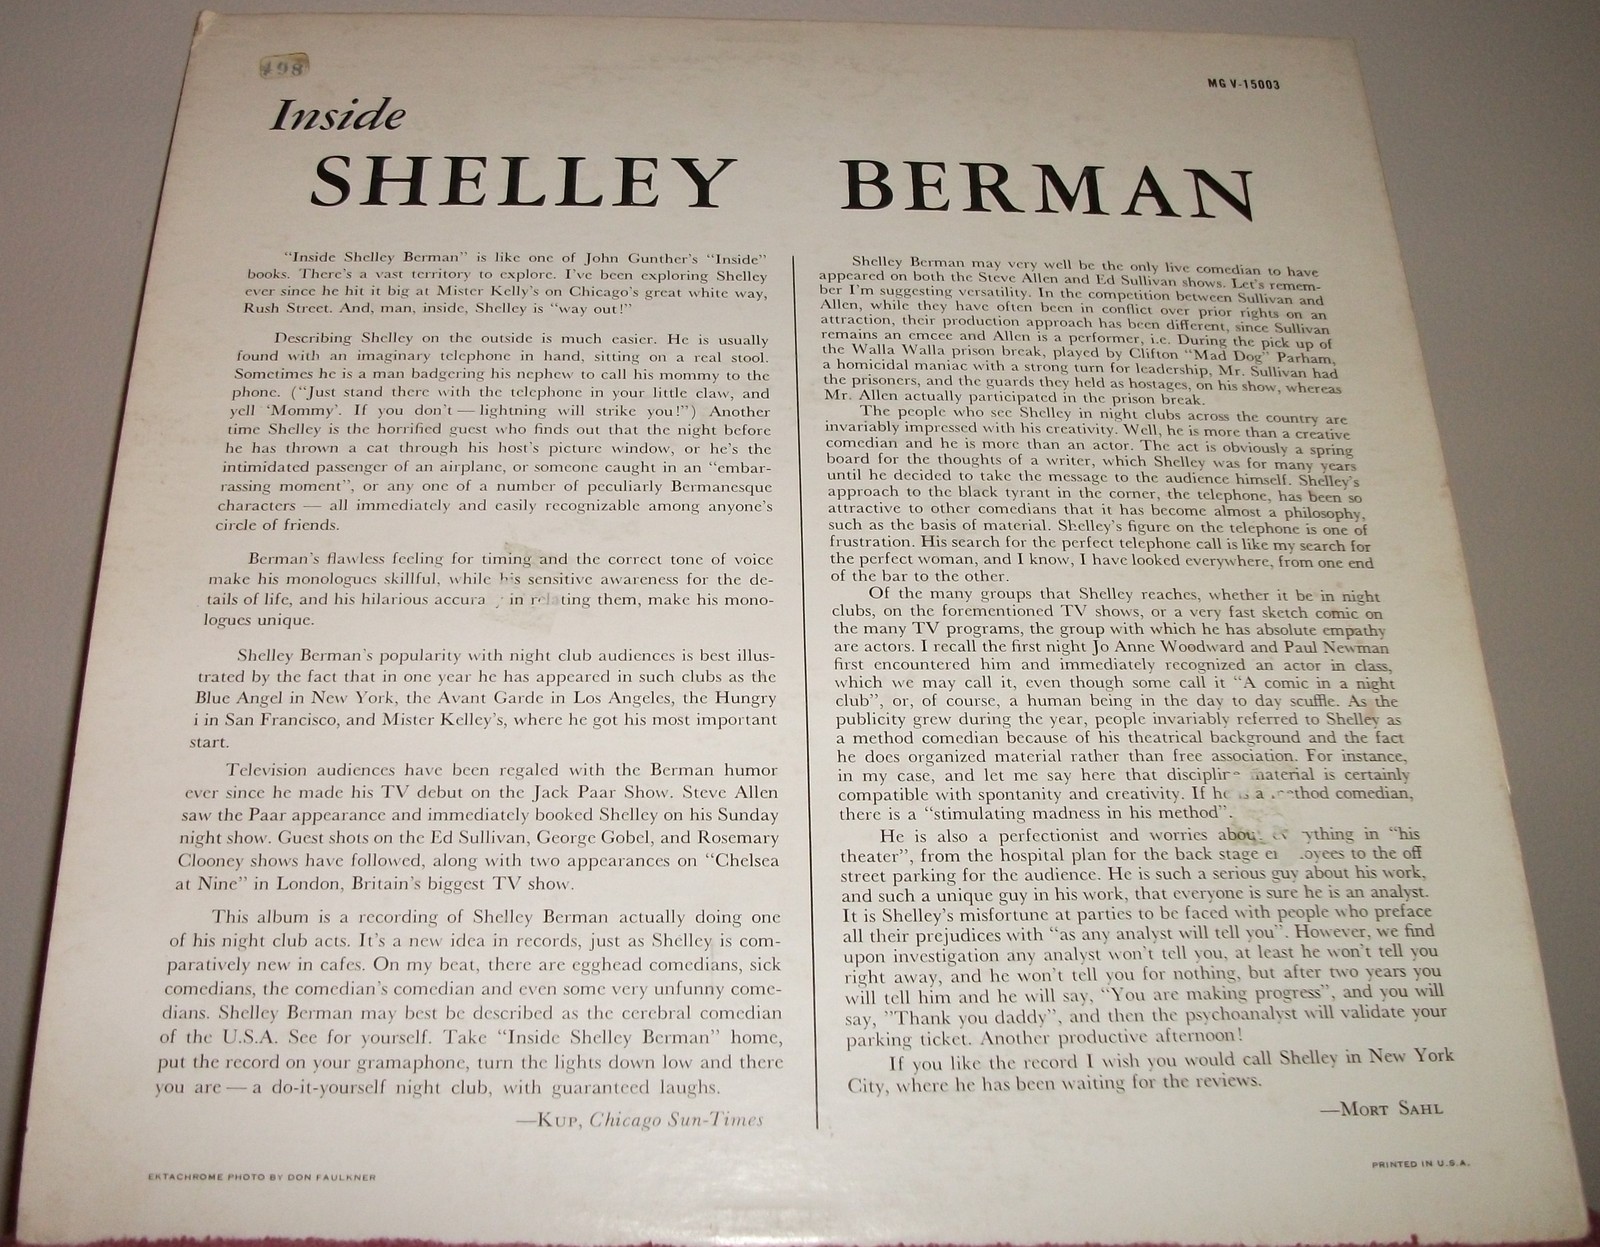 498
MG V-15003
Inside
SHELLEY BERMAN
"Inside Shelley Berman" is like one of John Gunther's "Inside"
books. There's a vast territory to explore. I've been exploring Shelley
ever since he hit it big at Mister Kelly's on Chicago's great white way,
Rush Street. And, man, inside, Shelley is "way out!"
Describing Shelley on the outside is much easier. He is usually
found with an imaginary telephone in hand, sitting on a real stool.
Sometimes he is a man badgering his nephew to call his mommy to the
phone. ("Just stand there with the telephone in your little claw, and
yell 'Mommy'. If you don't — lightning will strike you!") Another
time Shelley is the horrified guest who finds out that the night before
he has thrown a cat through his host's picture window, or he's the
intimidated passenger of an airplane, or someone caught in an "embar-
rassing moment", or any one of a number of peculiarly Bermanesque
characters — all immediately and easily recognizable among anyone's
circle of friends.
Berman's flawless feeling for timing and the correct tone of voice
make his monologues skillful, while his sensitive awareness for the de-
tails of life, and his hilarious accura in relating them, make his mono-
logues unique.
Shelley Berman's popularity with night club audiences is best illus-
trated by the fact that in one year he has appeared in such clubs as the
Blue Angel in New York, the Avant Garde in Los Angeles, the Hungry
i in San Francisco, and Mister Kelley's, where he got his most important
start.
Television audiences have been regaled with the Berman humor
ever since he made his TV debut on the Jack Paar Show. Steve Allen
saw the Paar appearance and immediately booked Shelley on his Sunday
night show. Guest shots on the Ed Sullivan, George Gobel, and Rosemary
Clooney shows have followed, along with two appearances on "Chelsea
at Nine" in London, Britain's biggest TV show.
This album is a recording of Shelley Berman actually doing one
of his night club acts. It's a new idea in records, just as Shelley is com-
paratively new in cafes. On my beat, there are egghead comedians, sick
comedians, the comedian's comedian and even some very unfunny come-
dians. Shelley Berman may best be described as the cerebral comedian
of the U.S.A. See for yourself. Take "Inside Shelley Berman" home,
put the record on your gramaphone, turn the lights down low and there
you are — a do-it-yourself night club, with guaranteed laughs.
—KUP, Chicago Sun-Times
EKTACHROME PHOTO BY DON FAULKNER
Shelley Berman may very well be the only live comedian to have
appeared on both the Steve Allen and Ed Sullivan shows. Let's remem-
ber I'm suggesting versatility. In the competition between Sullivan and
Allen, while they have often been in conflict over prior rights on an
attraction, their production approach has been different, since Sullivan
remains an emcee and Allen is a performer, i.e. During the pick up of
the Walla Walla prison break, played by Clifton "Mad Dog" Parham,
a homicidal maniac with a strong turn for leadership, Mr. Sullivan had
the prisoners, and the guards they held as hostages, on his show, whereas
Mr. Allen actually participated in the prison break.
The people who see Shelley in night clubs across the country are
invariably impressed with his creativity. Well, he is more than a creative
comedian and he is more than an actor. The act is obviously a spring
board for the thoughts of a writer, which Shelley was for many years
until he decided to take the message to the audience himself. Shelley's
approach to the black tyrant in the corner, the telephone, has been so
attractive to other comedians that it has become almost a philosophy,
such as the basis of material. Shelley's figure on the telephone is one of
frustration. His search for the perfect telephone call is like my search for
the perfect woman, and I know, I have looked everywhere, from one end
of the bar to the other.
Of the many groups that Shelley reaches, whether it be in night
clubs, on the forementioned TV shows, or a very fast sketch comic on
the many TV programs, the group with which he has absolute empathy
are actors. I recall the first night Jo Anne Woodward and Paul Newman
first encountered him and immediately recognized an actor in class,
which we may call it, even though some call it "A comic in a night
club", or, of course, a human being in the day to day scuffle. As the
publicity grew during the year, people invariably referred to Shelley as
a method comedian because of his theatrical background and the fact
he does organized material rather than free association. For instance,
in my case, and let me say here that disciplin material is certainly
compatible with spontanity and creativity. If he is a method comedian,
there is a "stimulating madness in his method".
He is also a perfectionist and worries about everything in "his
theater", from the hospital plan for the back stage employees to the off
street parking for the audience. He is such a serious guy about his work,
and such a unique guy in his work, that everyone is sure he is an analyst.
It is Shelley's misfortune at parties to be faced with people who preface
all their prejudices with "as any analyst will tell you". However, we find
upon investigation any analyst won't tell you, at least he won't tell you
right away, and he won't tell you for nothing, but after two years you
will tell him and he will say, "You are making progress", and you will
say, "Thank you daddy", and then the psychoanalyst will validate your
parking ticket. Another productive afternoon!
If you like the record I wish you would call Shelley in New York
City, where he has been waiting for the reviews.
—MORT SAHL
PRINTED IN U.S.A.